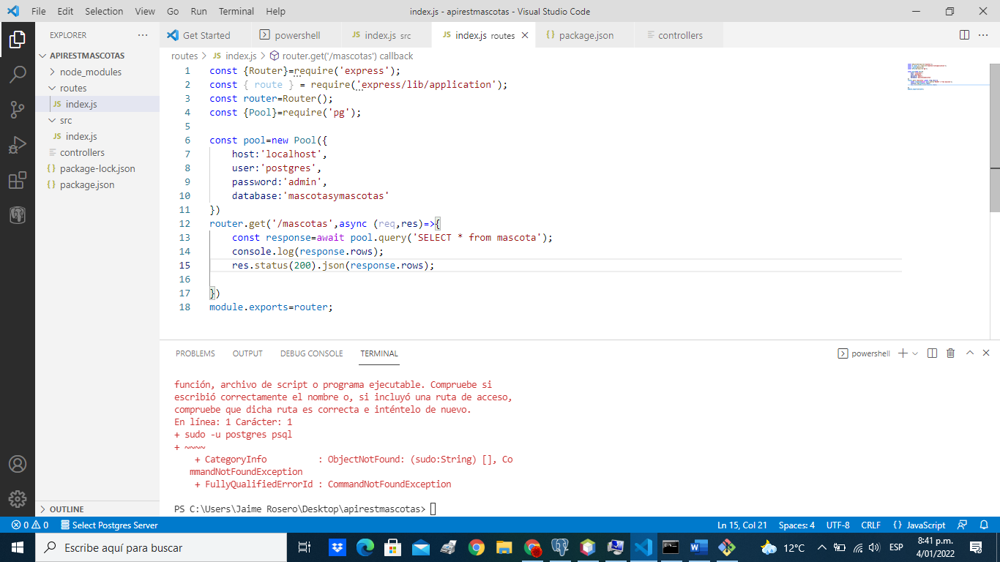 File Edit Selection View Go Run Terminal Help index.js - apirestmascotas - Visual Studio Code
EXPLORER
APIRESTMASCOTAS
node_modules
routes
JS index.js
src
JS index.js
controllers
{} package-lock.json
{} package.json
OUTLINE
Get Started powershell JS index.js src JS index.js routes {} package.json controllers
routes > JS index.js > router.get('/mascotas') callback
1 const {Router}=require('express');
2 const { route } = require('express/lib/application');
3 const router=Router();
4 const {Pool}=require('pg');
5
6 const pool=new Pool({
7 host:'localhost',
8 user:'postgres',
9 password:'admin',
10 database:'mascotasymascotas'
11 })
12 router.get('/mascotas',async (req,res)=>{
13 const response=await pool.query('SELECT * from mascota');
14 console.log(response.rows);
15 res.status(200).json(response.rows);
16
17 })
18 module.exports=router;
PROBLEMS OUTPUT DEBUG CONSOLE TERMINAL powershell
función, archivo de script o programa ejecutable. Compruebe si
escribió correctamente el nombre o, si incluyó una ruta de acceso,
compruebe que dicha ruta es correcta e inténtelo de nuevo.
En línea: 1 Carácter: 1
+ sudo -u postgres psql
+ ~~~~
+ CategoryInfo : ObjectNotFound: (sudo:String) [], Co
mmandNotFoundException
+ FullyQualifiedErrorId : CommandNotFoundException
PS C:\Users\Jaime Rosero\Desktop\apirestmascotas>
0 0 Select Postgres Server Ln 15, Col 21 Spaces: 4 UTF-8 CRLF {} JavaScript
Escribe aquí para buscar 12°C ESP 8:41 p.m.
4/01/2022